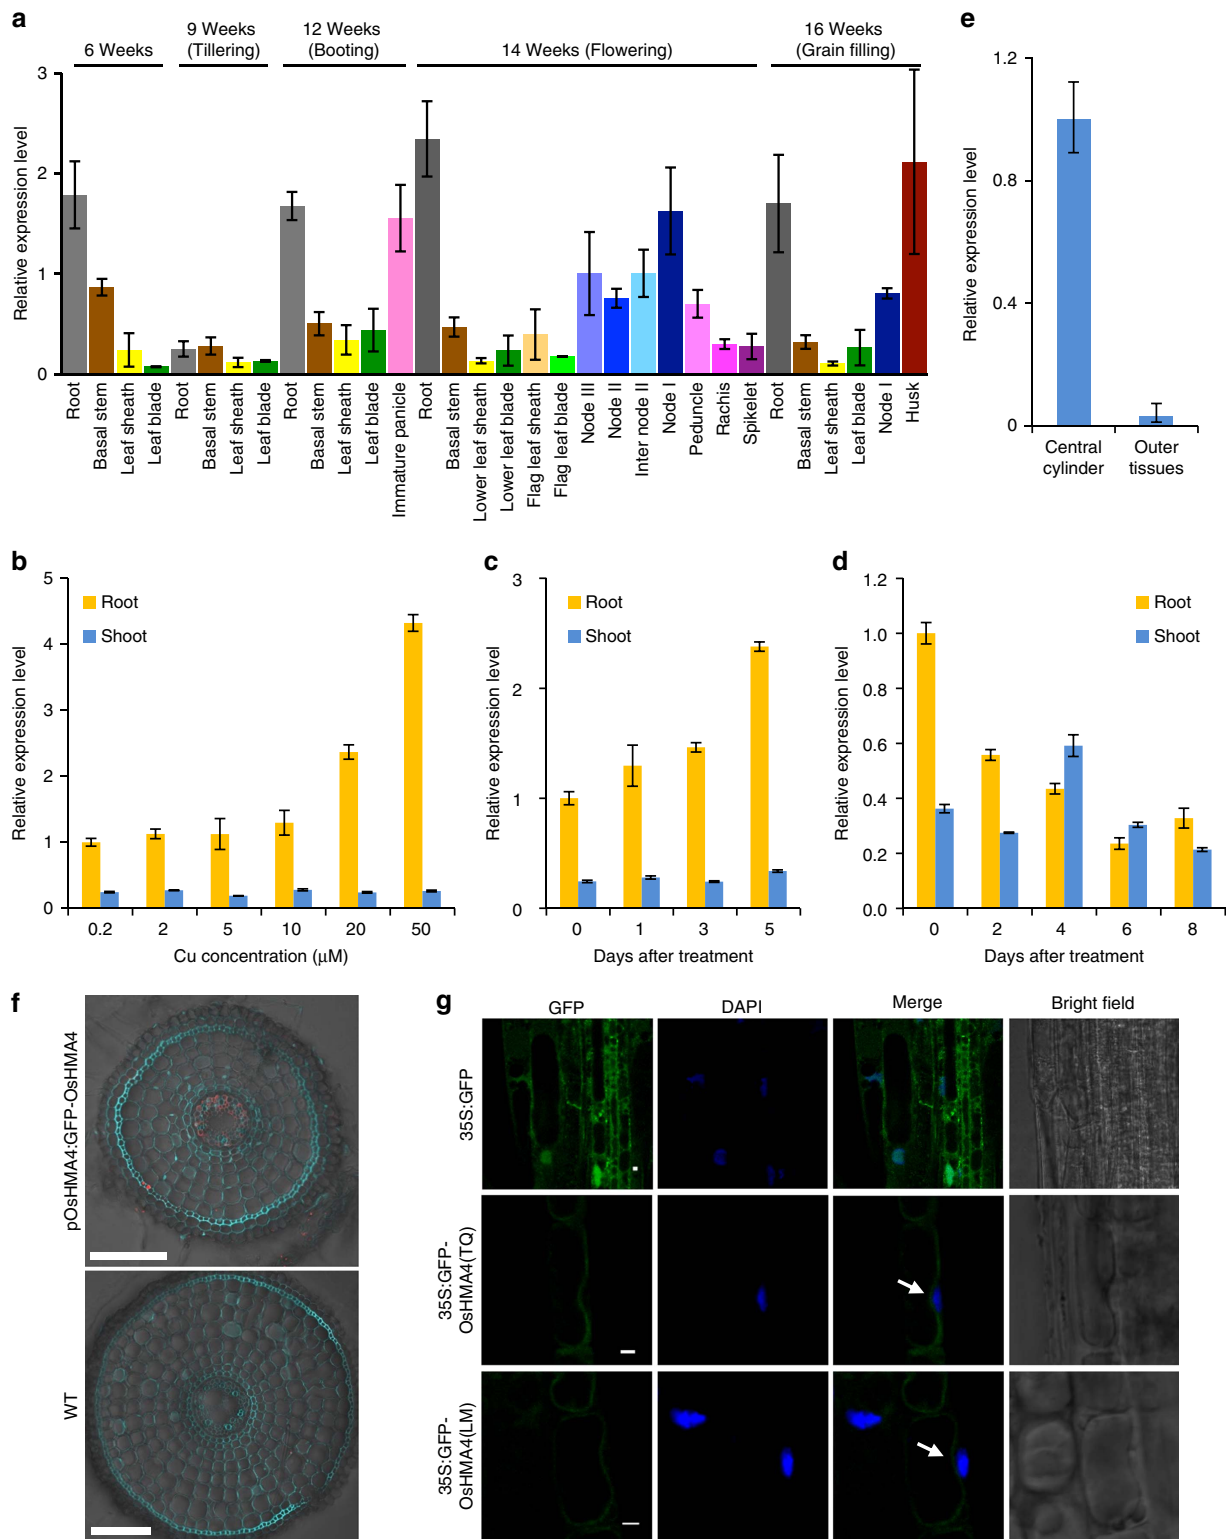 a
6 Weeks
9 Weeks
(Tillering)
12 Weeks
(Booting)
14 Weeks (Flowering)
16 Weeks
(Grain filling)
Relative expression level
3
2
1
0
Root
Basal stem
Leaf sheath
Leaf blade
Root
Basal stem
Leaf sheath
Leaf blade
Root
Basal stem
Leaf sheath
Leaf blade
Immature panicle
Root
Basal stem
Lower leaf sheath
Lower leaf blade
Flag leaf sheath
Flag leaf blade
Node III
Node II
Inter node II
Node I
Peduncle
Rachis
Spikelet
Root
Basal stem
Leaf sheath
Leaf blade
Node I
Husk
e
Relative expression level
1.2
0.8
0.4
0
Central
cylinder
Outer
tissues
b
Relative expression level
5
4
3
2
1
0
Root
Shoot
0.2
2
5
10
20
50
Cu concentration (μM)
c
Relative expression level
3
2
1
0
Root
Shoot
0
1
3
5
Days after treatment
d
Relative expression level
1.2
1.0
0.8
0.6
0.4
0.2
0.0
Root
Shoot
0
2
4
6
8
Days after treatment
f
pOsHMA4:GFP-OsHMA4
WT
g
GFP
DAPI
Merge
Bright field
35S:GFP
35S:GFP-
OsHMA4(TQ)
35S:GFP-
OsHMA4(LM)